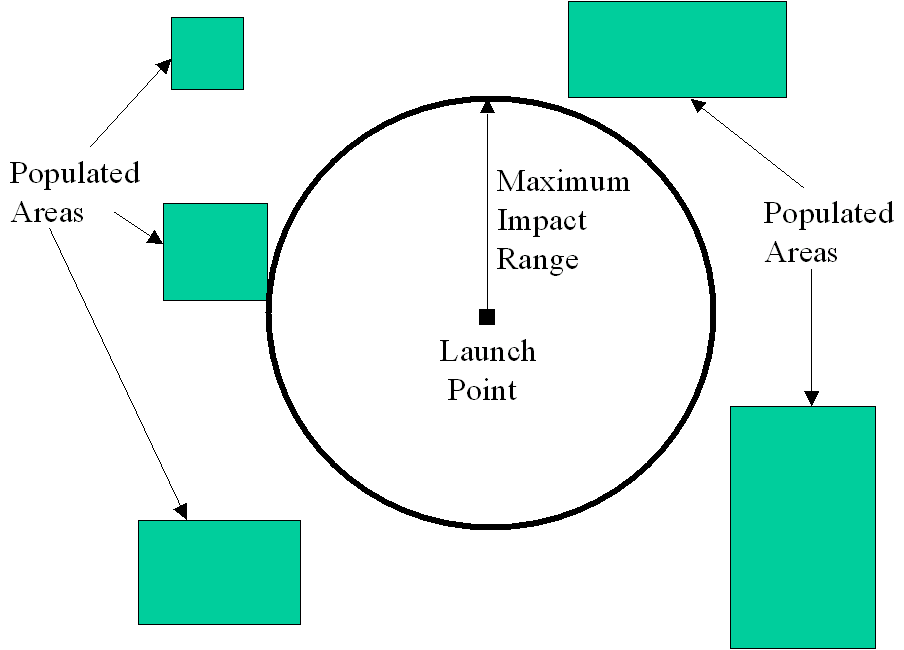 Populated
Areas
Maximum
Impact
Range
Launch
Point
Populated
Areas